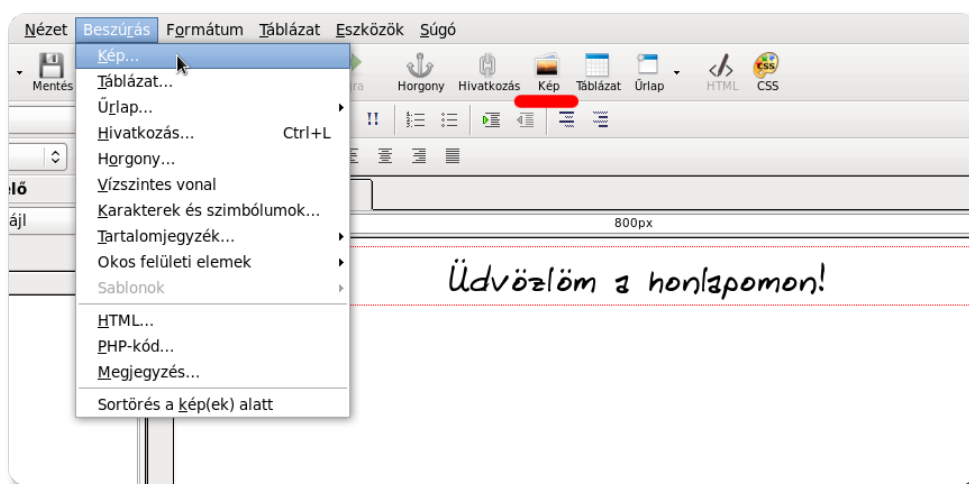 Nézet Beszúrás Formátum Táblázat Eszközök Súgó
Mentés Horgony Hivatkozás Kép Táblázat Űrlap HTML CSS
Kép...
Táblázat...
Űrlap...
Hivatkozás... Ctrl+L
Horgony...
Vízszintes vonal
Karakterek és szimbólumok...
Tartalomjegyzék...
Okos felületi elemek
Sablonok
HTML...
PHP-kód...
Megjegyzés...
Sortörés a kép(ek) alatt
800px
Üdvözlöm a honlapomon!